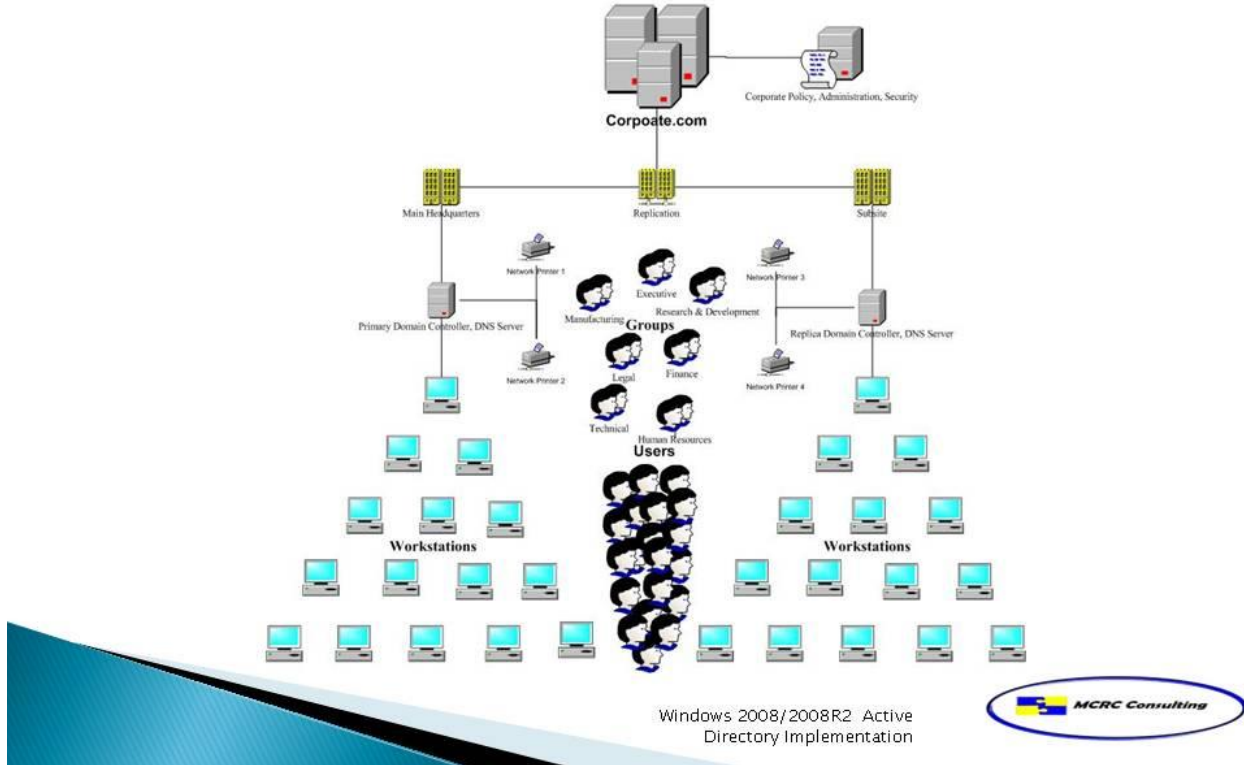 Corporate Policy, Administration, Security
Corpoate.com
Main Headquarters
Replication
Subsite
Network Printer 1
Network Printer 3
Executive
Manufacturing
Research & Development
Groups
Primary Domain Controller, DNS Server
Replica Domain Controller, DNS Server
Network Printer 2
Legal
Finance
Network Printer 4
Technical
Human Resources
Users
Workstations
Workstations
Windows 2008/2008R2 Active
Directory Implementation
MCRC Consulting